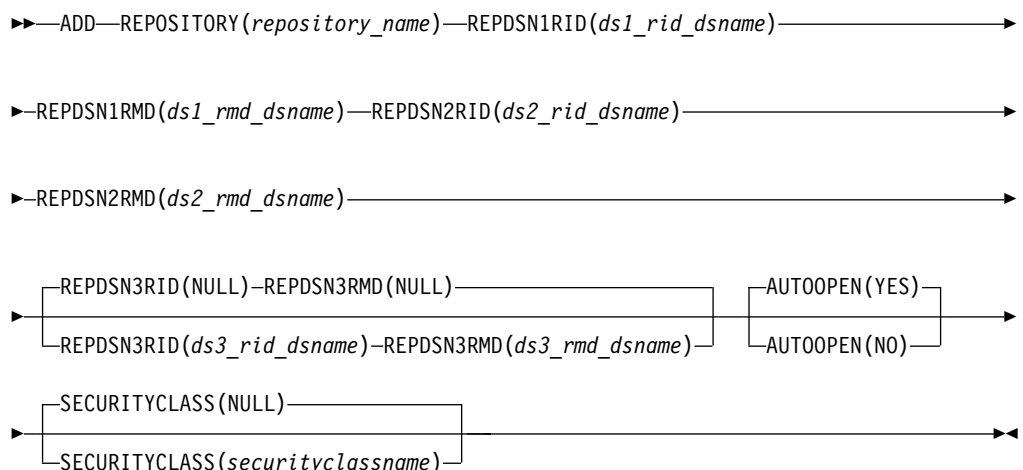 ADD REPOSITORY(repository_name) REPDSN1RID(ds1_rid_dsname)
REPDSN1RMD(ds1_rmd_dsname) REPDSN2RID(ds2_rid_dsname)
REPDSN2RMD(ds2_rmd_dsname)
REPDSN3RID(NULL) REPDSN3RMD(NULL) AUTOOPEN(YES)
REPDSN3RID(ds3_rid_dsname) REPDSN3RMD(ds3_rmd_dsname) AUTOOPEN(NO)
SECURITYCLASS(NULL)
SECURITYCLASS(securityclassname)